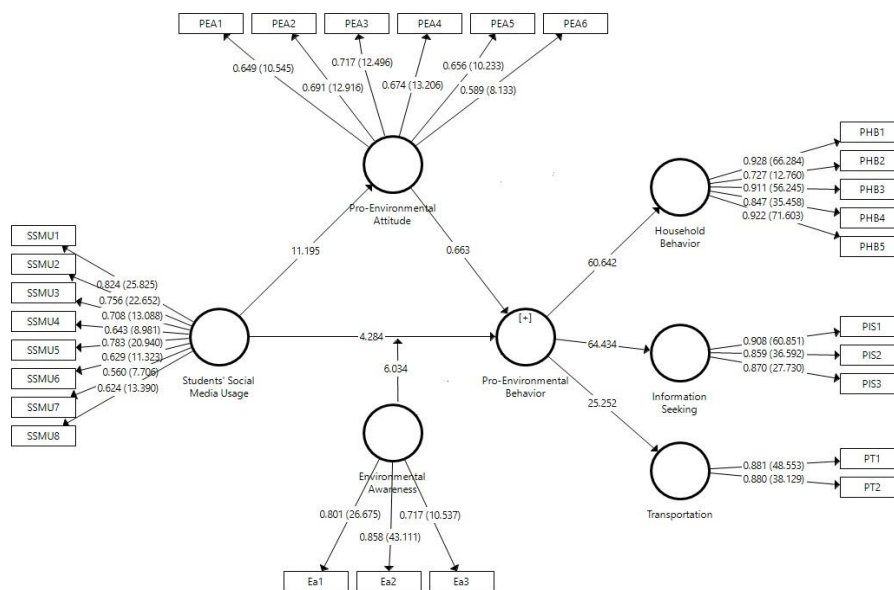 PEA1
PEA2
PEA3
PEA4
PEA5
PEA6
0.649 (10.545)
0.691 (12.916)
0.717 (12.496)
0.674 (13.206)
0.656 (10.233)
0.589 (8.133)
Pro-Environmental
Attitude
11.195
0.663
SSMU1
SSMU2
SSMU3
SSMU4
SSMU5
SSMU6
SSMU7
SSMU8
0.824 (25.825)
0.756 (22.652)
0.708 (13.088)
0.643 (8.981)
0.783 (20.940)
0.629 (11.323)
0.560 (7.706)
0.624 (13.390)
Students' Social
Media Usage
4.284
6.034
[+]
Pro-Environmental
Behavior
Environmental
Awareness
0.801 (26.675)
0.858 (43.111)
0.717 (10.537)
Ea1
Ea2
Ea3
60.642
64.434
25.252
Household
Behavior
0.928 (66.284)
0.727 (12.760)
0.911 (56.245)
0.847 (35.458)
0.922 (71.603)
PHB1
PHB2
PHB3
PHB4
PHB5
Information
Seeking
0.908 (60.851)
0.859 (36.592)
0.870 (27.730)
PIS1
PIS2
PIS3
Transportation
0.881 (48.553)
0.880 (38.129)
PT1
PT2